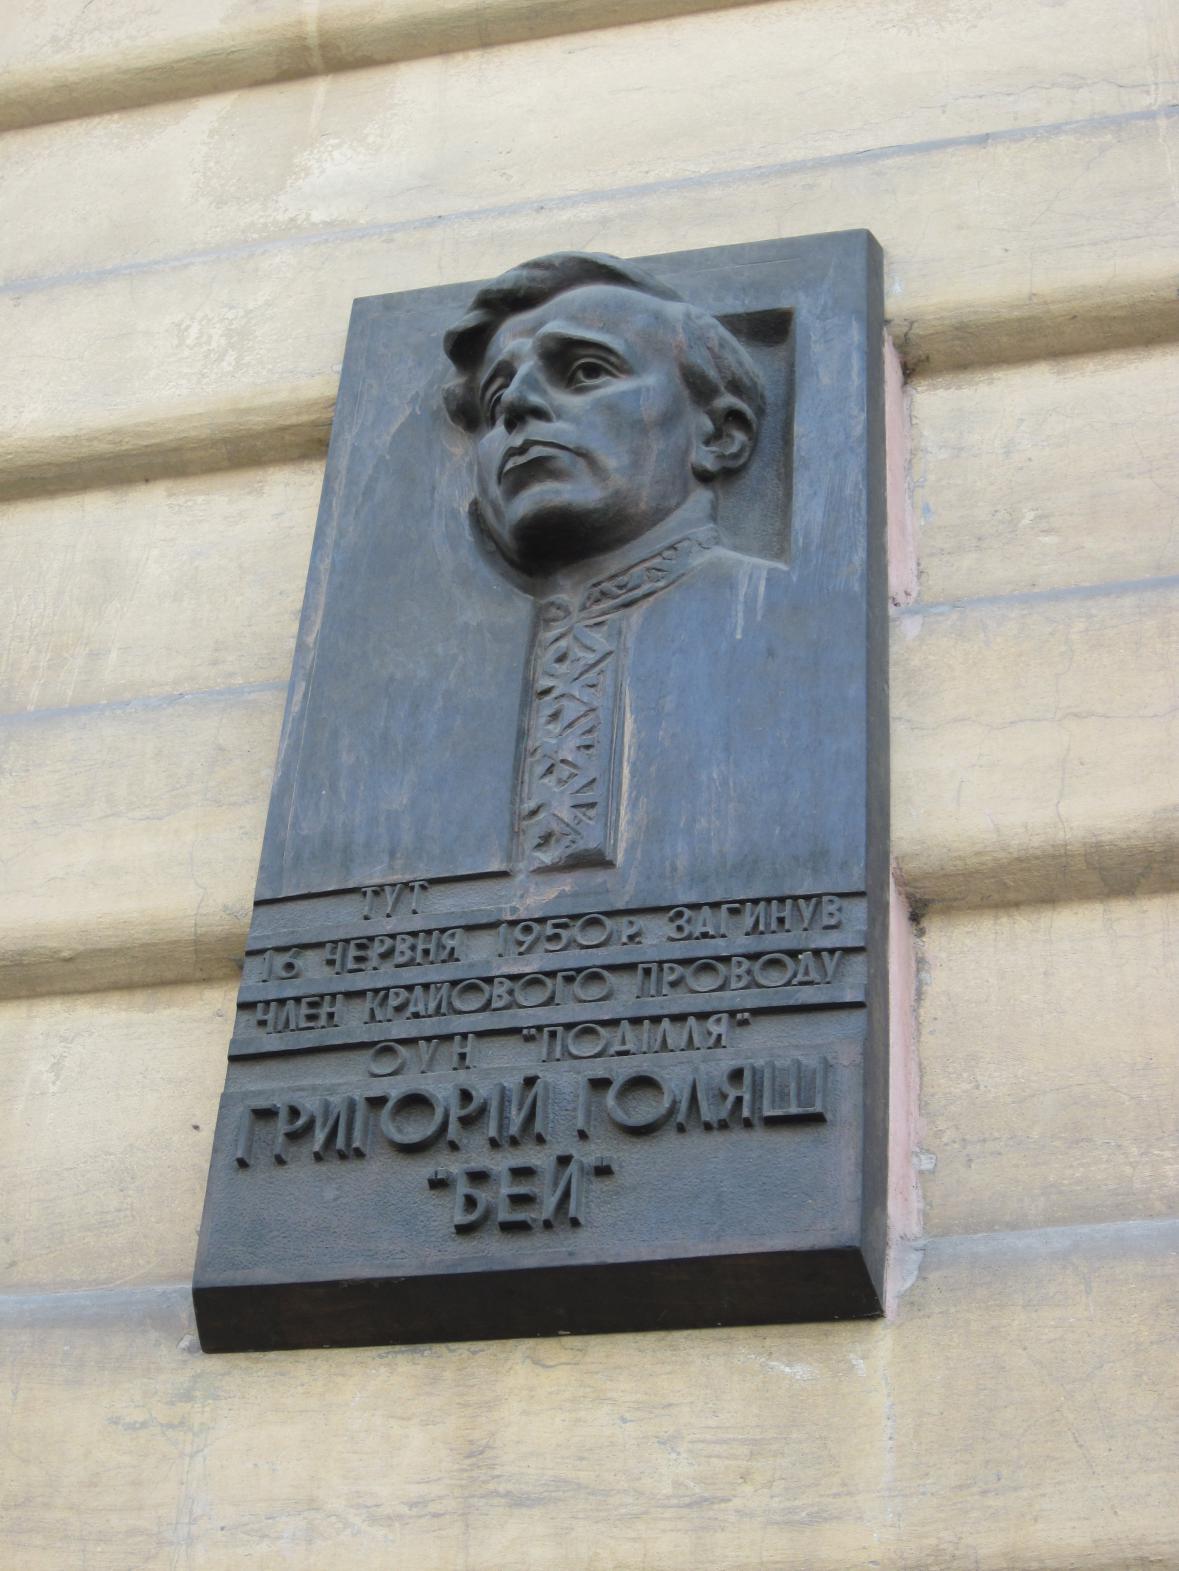 ТУТ
16 ЧЕРВНЯ 1950 Р. ЗАГИНУВ
ЧЛЕН КРАЙОВОГО ПРОВОДУ
ОУН "ПОДІЛЛЯ"
ГРИГОРІЙ ГОЛЯШ
"БЕЙ"